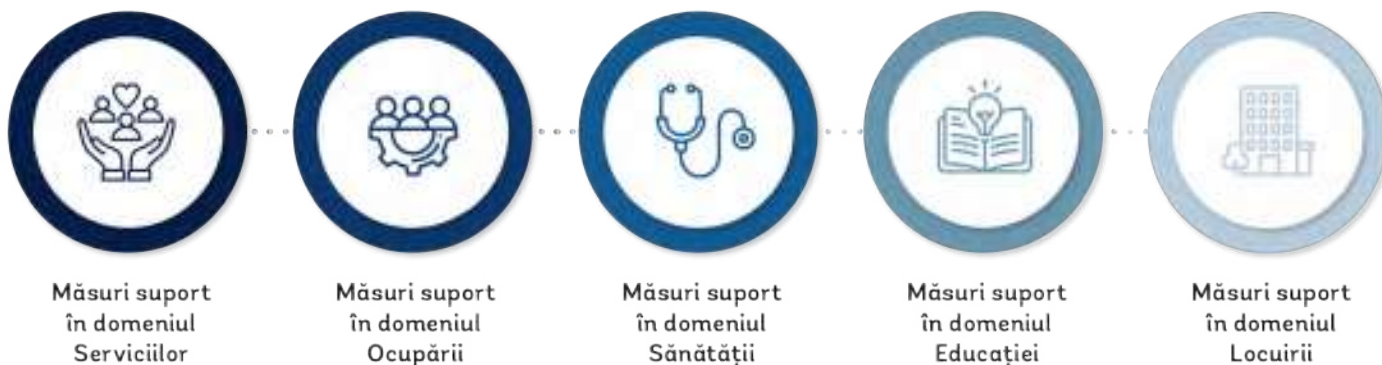 Măsuri suport
în domeniul
Serviciilor
Măsuri suport
în domeniul
Ocupării
Măsuri suport
în domeniul
Sănătății
Măsuri suport
în domeniul
Educației
Măsuri suport
în domeniul
Locuirii